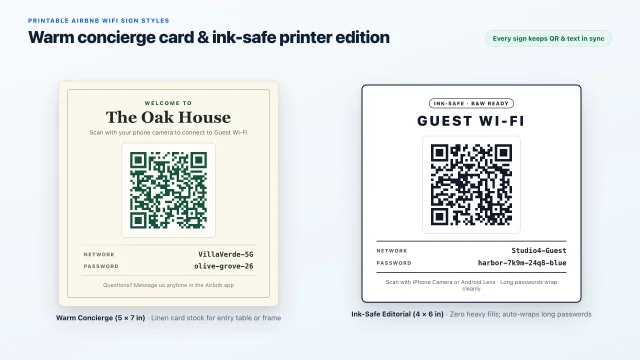 PRINTABLE AIRBNB WIFI SIGN STYLES
Warm concierge card & ink-safe printer edition
Every sign keeps QR & text in sync
WELCOME TO
The Oak House
Scan with your phone camera to connect to Guest Wi-Fi
NETWORK VillaVerde-5G
PASSWORD olive-grove-26
Questions? Message us anytime in the Airbnb app
Warm Concierge (5 × 7 in) · Linen card stock for entry table or frame
INK-SAFE · B&W READY
GUEST WI-FI
NETWORK Studio4-Guest
PASSWORD harbor-7k9m-24q8-blue
Scan with iPhone Camera or Android Lens · Long passwords wrap
cleanly
Ink-Safe Editorial (4 × 6 in) · Zero heavy fills; auto-wraps long passwords